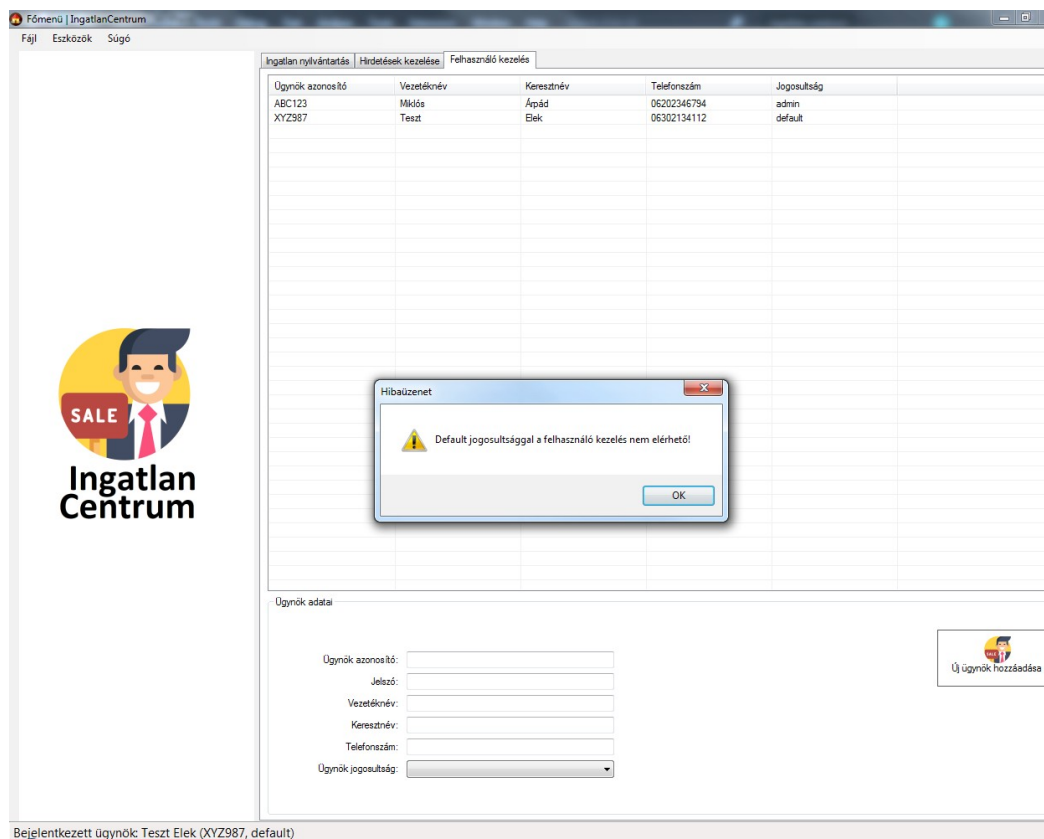 Főmenü | IngatlanCentrum
Fájl Eszközök Súgó
Ingatlan nyilvántartás Hirdetések kezelése Felhasználó kezelés
Ügynök azonosító Vezetéknév Keresztnév Telefonszám Jogosultság
ABC123 Miklós Árpád 06202346794 admin
XYZ987 Teszt Elek 06302134112 default
Hibaüzenet
Default jogosultsággal a felhasználó kezelés nem elérhető!
OK
SALE
Ingatlan
Centrum
Ügynök adatai
Ügynök azonosító:
Jelszó:
Vezetéknév:
Keresztnév:
Telefonszám:
Ügynök jogosultság:
SALE
Új ügynök hozzáadása
Bejelentkezett ügynök: Teszt Elek (XYZ987, default)